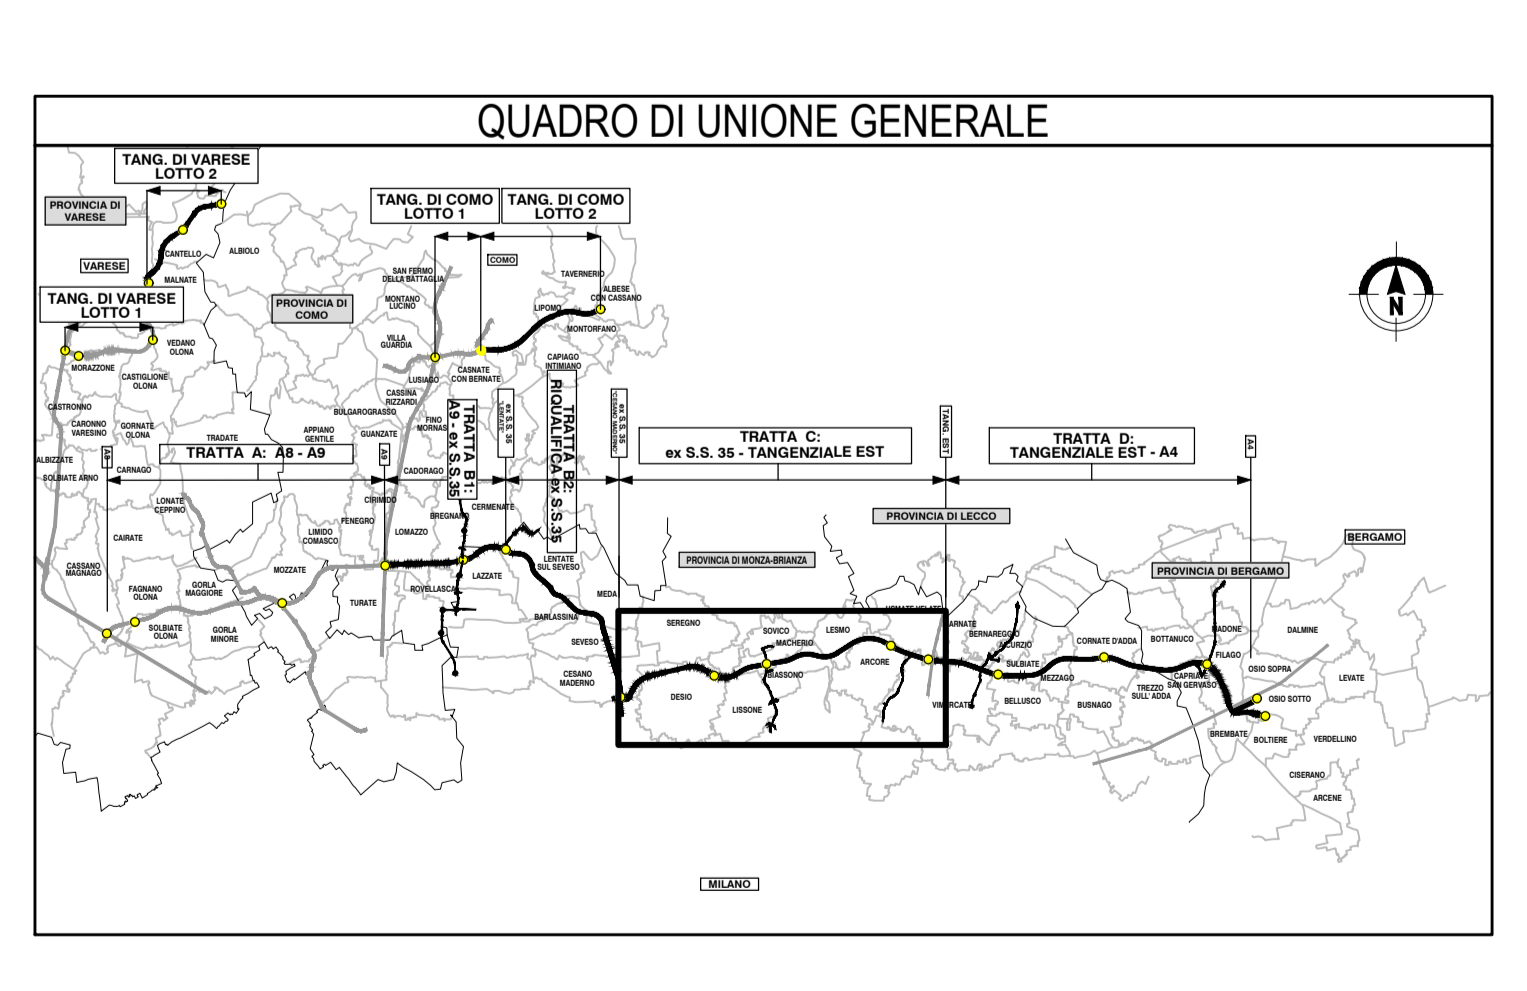 QUADRO DI UNIONE GENERALE
TANG. DI VARESE
LOTTO 2
PROVINCIA DI
VARESE
TANG. DI COMO
LOTTO 1
TANG. DI COMO
LOTTO 2
CANTELLO
ALBIOLO
VARESE
MALNATE
COMO
SAN FERMO
DELLA BATTAGLIA
TAVERNERIO
ALBESE
CON CASSANO
TANG. DI VARESE
LOTTO 1
PROVINCIA DI
COMO
MONTANO
LUCINO
LIPOMO
MONTORFANO
N
VEDANO
OLONA
VILLA
GUARDIA
MORAZZONE
CASTIGLIONE
OLONA
LUSIAGO
CASNATE
CON BERNATE
CAPIAGO
INTIMIANO
CASSINA
RIZZARDI
CASTRONNO
BULGAROGRASSO
CARONNO
VARESINO
GORNATE
OLONA
TRADATE
APPIANO
GENTILE
GUANZATE
FINO
MORNAS
TRATTA B1:
A9 - ex S.S.35
ex S.S. 35
"LENTATE"
TRATTA B2:
RIQUALIFICA ex S.S.35
ex S.S. 35
"CESANO MADERNO"
TRATTA C:
ex S.S. 35 - TANGENZIALE EST
TANG. EST
TRATTA D:
TANGENZIALE EST - A4
A4
A8
TRATTA A: A8 - A9
A9
ALBIZZATE
SOLBIATE ARNO
CARNAGO
CADORAGO
LONATE
CEPPINO
CIRIMIDO
FENEGRO
BREGNANO
CERMENATE
PROVINCIA DI LECCO
CAIRATE
LIMIDO
COMASCO
LOMAZZO
BERGAMO
CASSANO
MAGNAGO
MOZZATE
LAZZATE
LENTATE
SUL SEVESO
PROVINCIA DI MONZA-BRIANZA
PROVINCIA DI BERGAMO
FAGNANO
OLONA
GORLA
MAGGIORE
TURATE
ROVELLASCA
MEDA
SOLBIATE
OLONA
GORLA
MINORE
BARLASSINA
SEVESO
SEREGNO
SOVICO
MACHERIO
LESMO
BERNAREGGIO
CORNATE D'ADDA
BOTTANUCO
MADONE
DALMINE
ARCORE
SULBIATE
FILAGO
CESANO
MADERNO
BIASSONO
MEZZAGO
CAPRIATE
SAN GERVASO
OSIO SOPRA
LEVATE
DESIO
LISSONE
VIMERCATE
BELLUSCO
BUSNAGO
TREZZO
SULL' ADDA
OSIO SOTTO
BREMBATE
BOLTIERE
VERDELLINO
CISERANO
ARCENE
MILANO